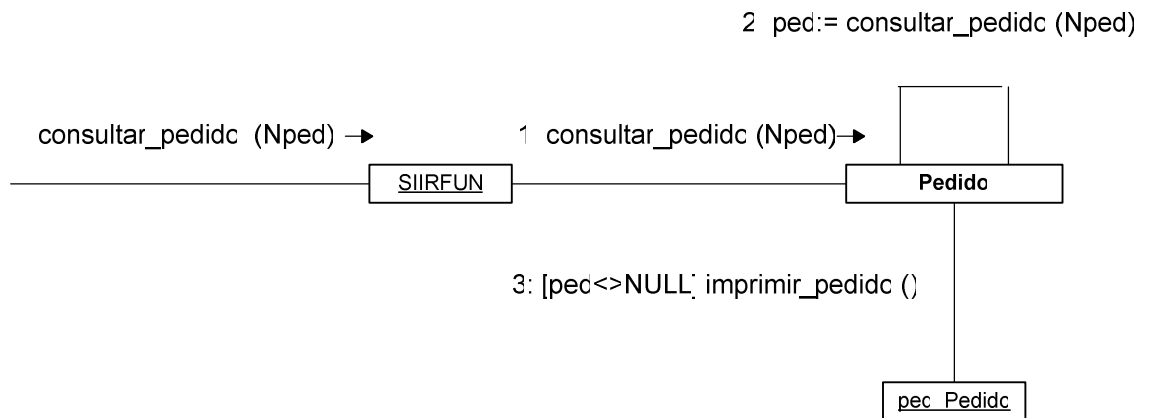 2 ped:= consultar_pedido (Nped)
consultar_pedido (Nped)
1 consultar_pedido (Nped)
SIIRFUN
Pedido
3: [ped<>NULL] imprimir_pedido ()
ped Pedido